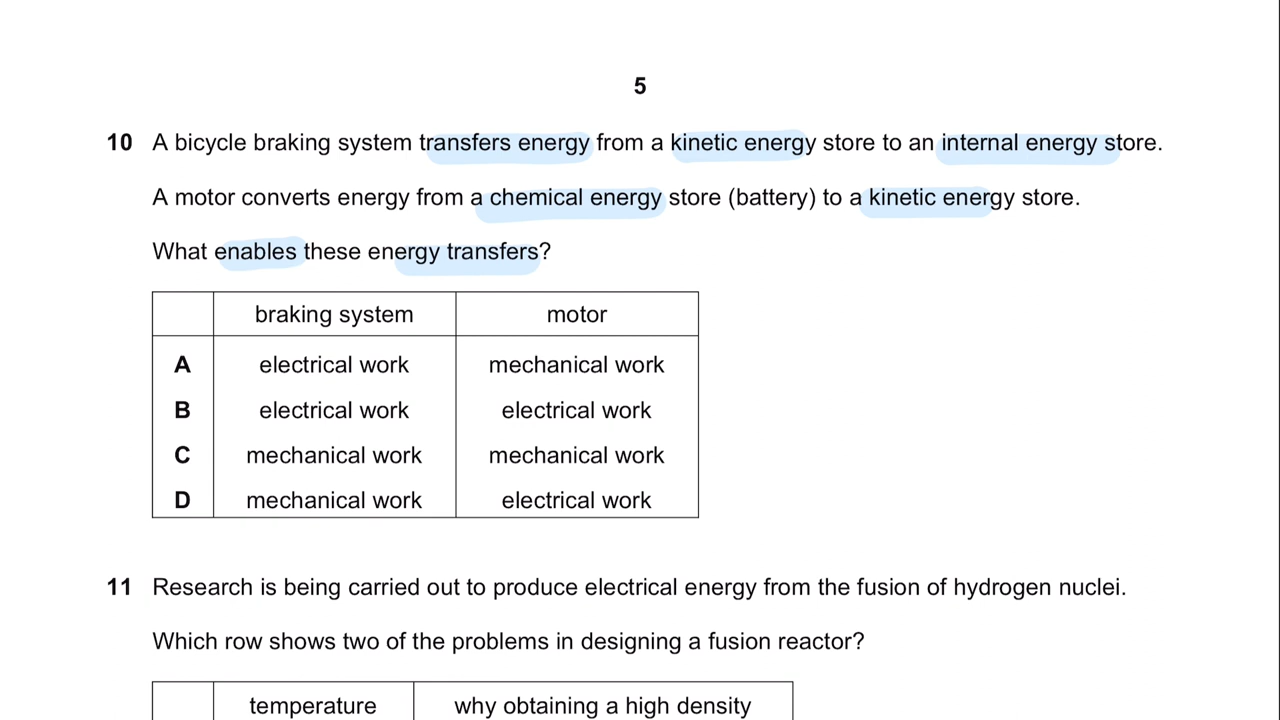 5
10 A bicycle braking system transfers energy from a kinetic energy store to an internal energy store.
A motor converts energy from a chemical energy store (battery) to a kinetic energy store.
What enables these energy transfers?
braking system motor
A electrical work mechanical work
B electrical work electrical work
C mechanical work mechanical work
D mechanical work electrical work
11 Research is being carried out to produce electrical energy from the fusion of hydrogen nuclei.
Which row shows two of the problems in designing a fusion reactor?
temperature why obtaining a high density